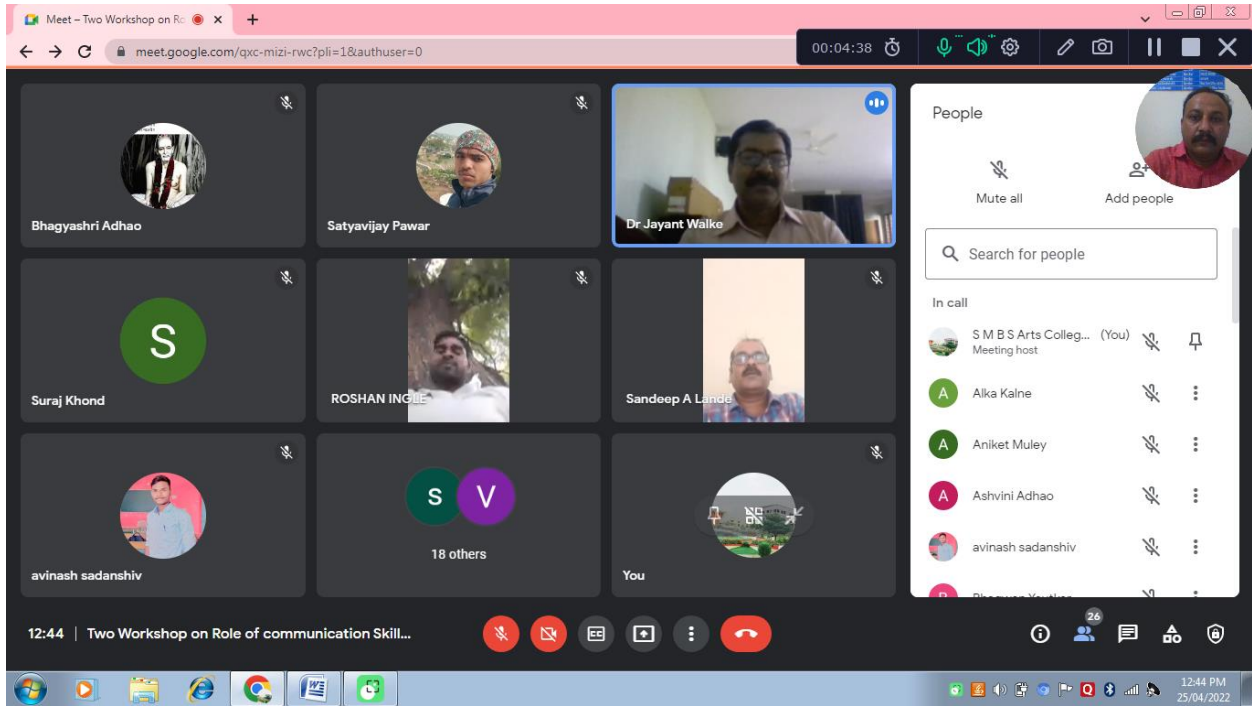 Meet – Two Workshop on Ro
meet.google.com/qxc-mizi-rwc?pli=1&authuser=0
00:04:38
Bhagyashri Adhao
Satyavijay Pawar
Dr Jayant Walke
Suraj Khond
ROSHAN INGLE
Sandeep A Lande
avinash sadanshiv
S
S V
18 others
You
People
Mute all
Add people
Search for people
In call
S M B S Arts Colleg... (You)
Meeting host
A Alka Kalne
A Aniket Muley
A Ashvini Adhao
avinash sadanshiv
12:44 | Two Workshop on Role of communication Skill...
CC
26
12:44 PM
25/04/2022